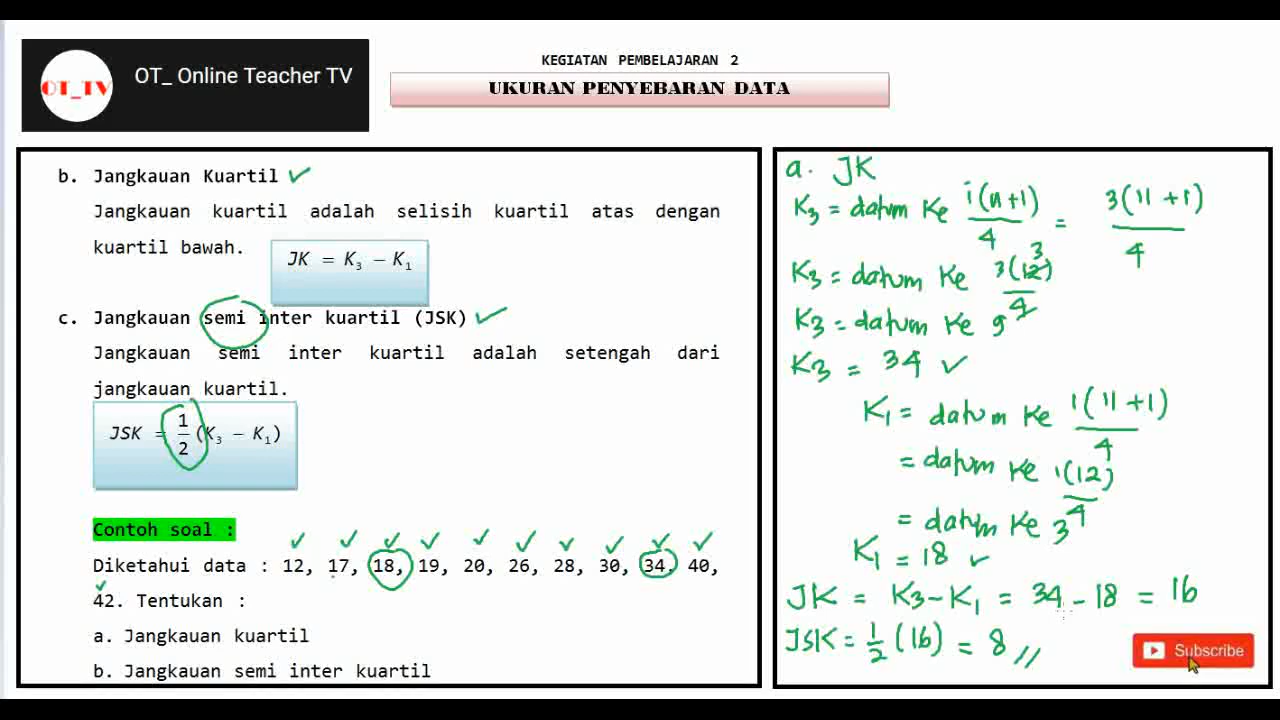 OT_TV
OT_ Online Teacher TV
KEGIATAN PEMBELAJARAN 2
UKURAN PENYEBARAN DATA
b. Jangkauan Kuartil ✓
Jangkauan kuartil adalah selisih kuartil atas dengan
kuartil bawah.
JK = K₃ − K₁
c. Jangkauan semi inter kuartil (JSK) ✓
Jangkauan semi inter kuartil adalah setengah dari
jangkauan kuartil.
JSK = 1/2 (K₃ − K₁)
Contoh soal :
Diketahui data : 12, 17, 18, 19, 20, 26, 28, 30, 34, 40,
42. Tentukan :
a. Jangkauan kuartil
b. Jangkauan semi inter kuartil
a. JK
K₃ = datum ke i(n+1)/4 = 3(11+1)/4
K₃ = datum ke 3(12)/4 3
K₃ = datum ke 9
K₃ = 34 ✓
K₁ = datum ke 1(11+1)/4
= datum ke 1(12)/4
= datum ke 3
K₁ = 18 ✓
JK = K₃ − K₁ = 34 − 18 = 16
JSK = 1/2 (16) = 8 //
Subscribe